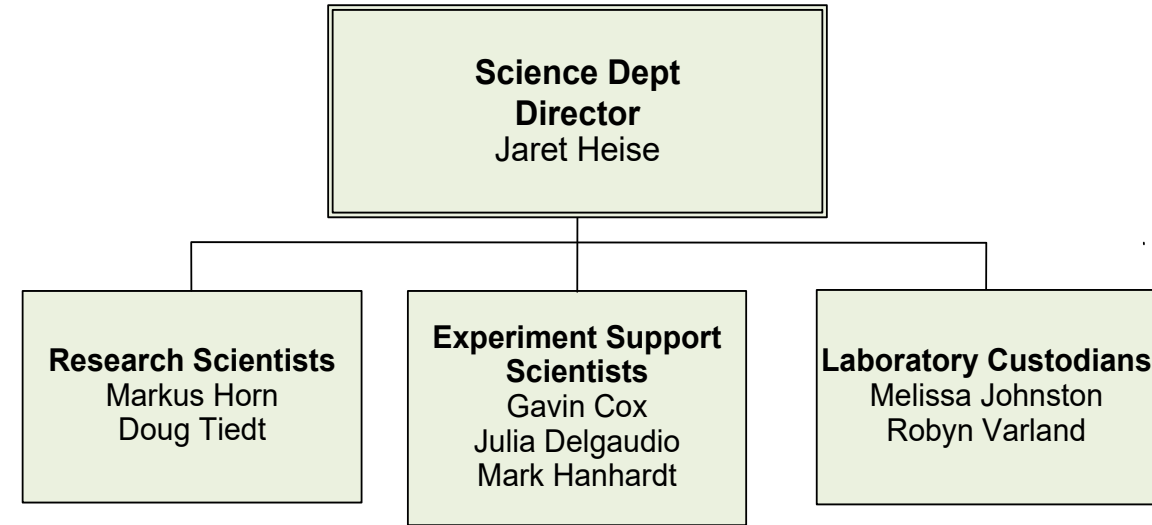 Science Dept
Director
Jaret Heise
Research Scientists
Markus Horn
Doug Tiedt
Experiment Support
Scientists
Gavin Cox
Julia Delgaudio
Mark Hanhardt
Laboratory Custodians
Melissa Johnston
Robyn Varland